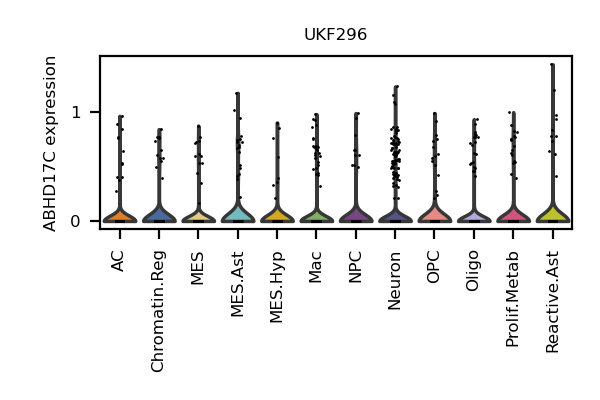 UKF296
ABHD17C expression
1
0
AC
Chromatin.Reg
MES
MES.Ast
MES.Hyp
Mac
NPC
Neuron
OPC
Oligo
Prolif.Metab
Reactive.Ast